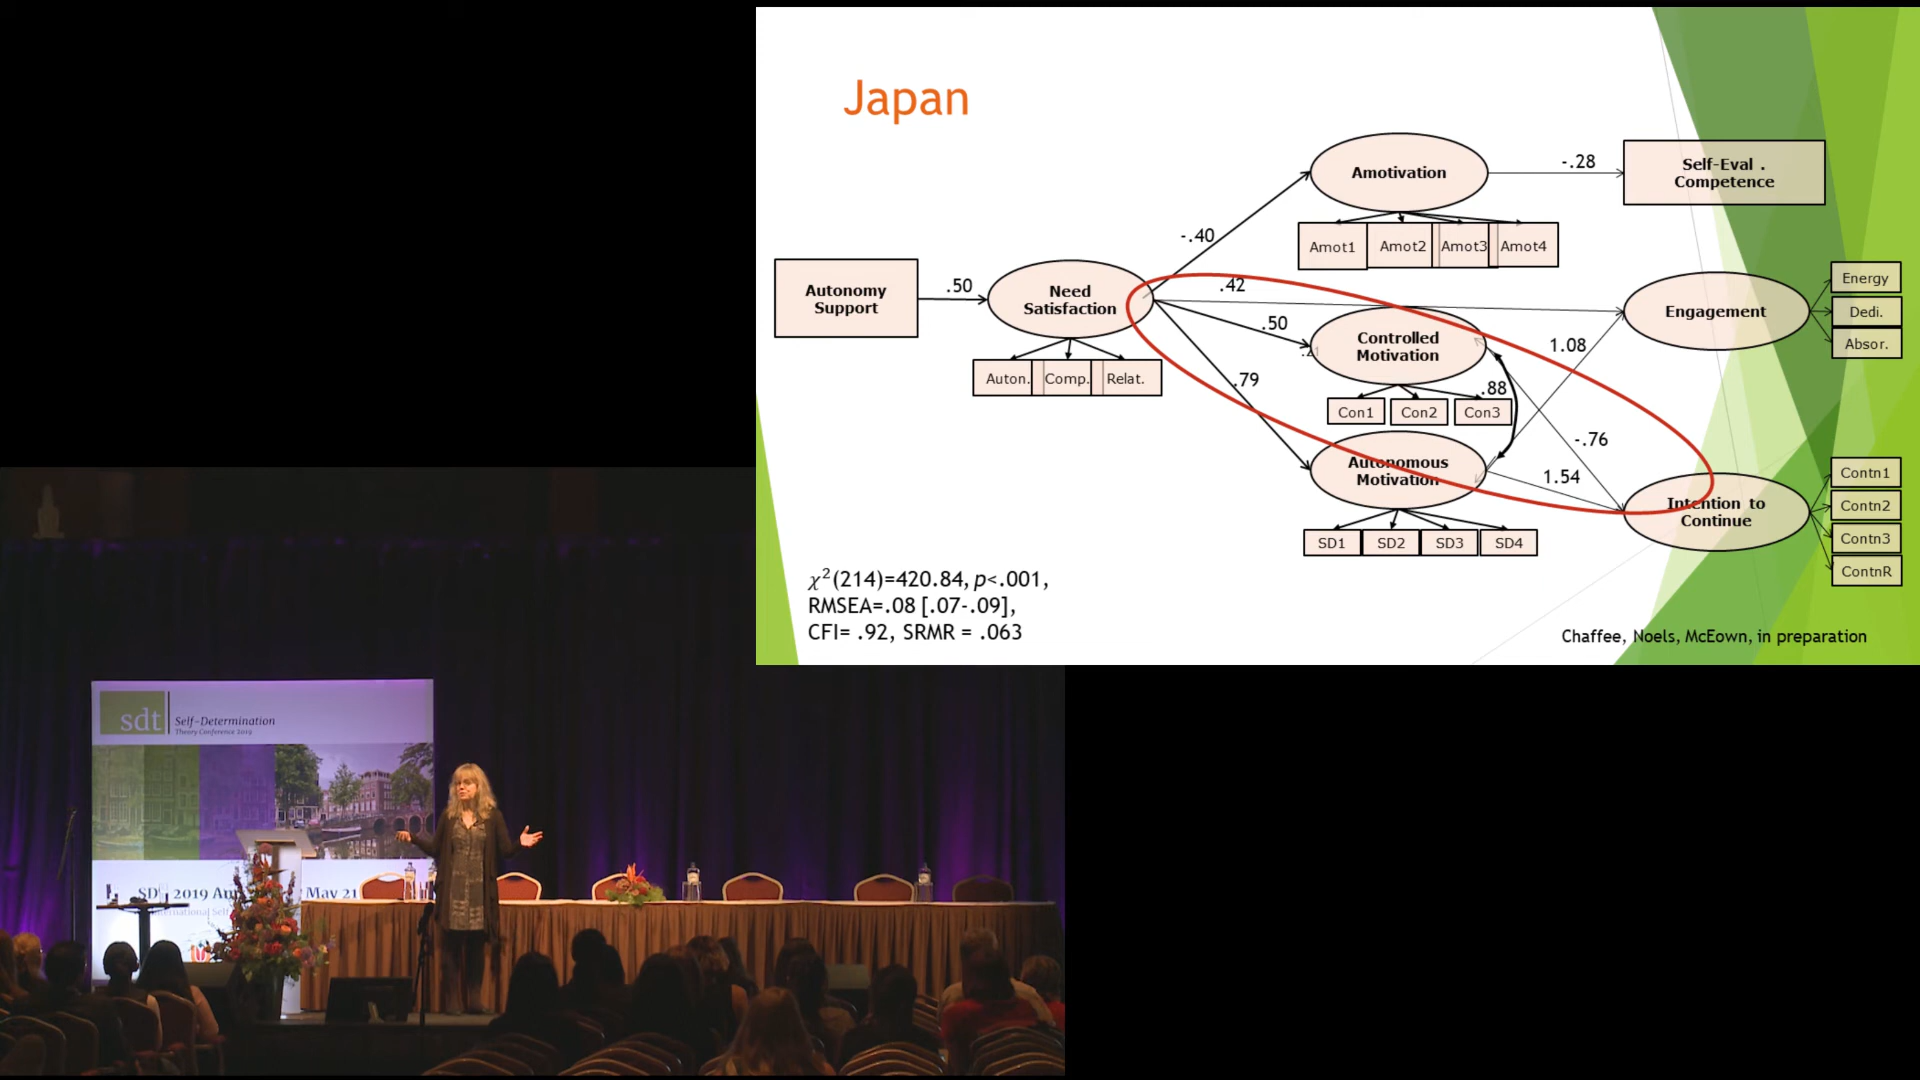 Japan
Amotivation
-.28
Self-Eval .
Competence
-.40
Amot1
Amot2
Amot3
Amot4
Autonomy
Support
.50
Need
Satisfaction
.42
Engagement
Energy
Dedi.
Absor.
.50
Controlled
Motivation
1.08
Auton.
Comp.
Relat.
.79
.88
Con1
Con2
Con3
-.76
Autonomous
Motivation
1.54
Intention to
Continue
Contn1
Contn2
Contn3
ContnR
SD1
SD2
SD3
SD4
χ²(214)=420.84, p<.001,
RMSEA=.08 [.07-.09],
CFI= .92, SRMR = .063
Chaffee, Noels, McEown, in preparation
sdt
Self-Determination
Theory Conference 2019
2019
May 21